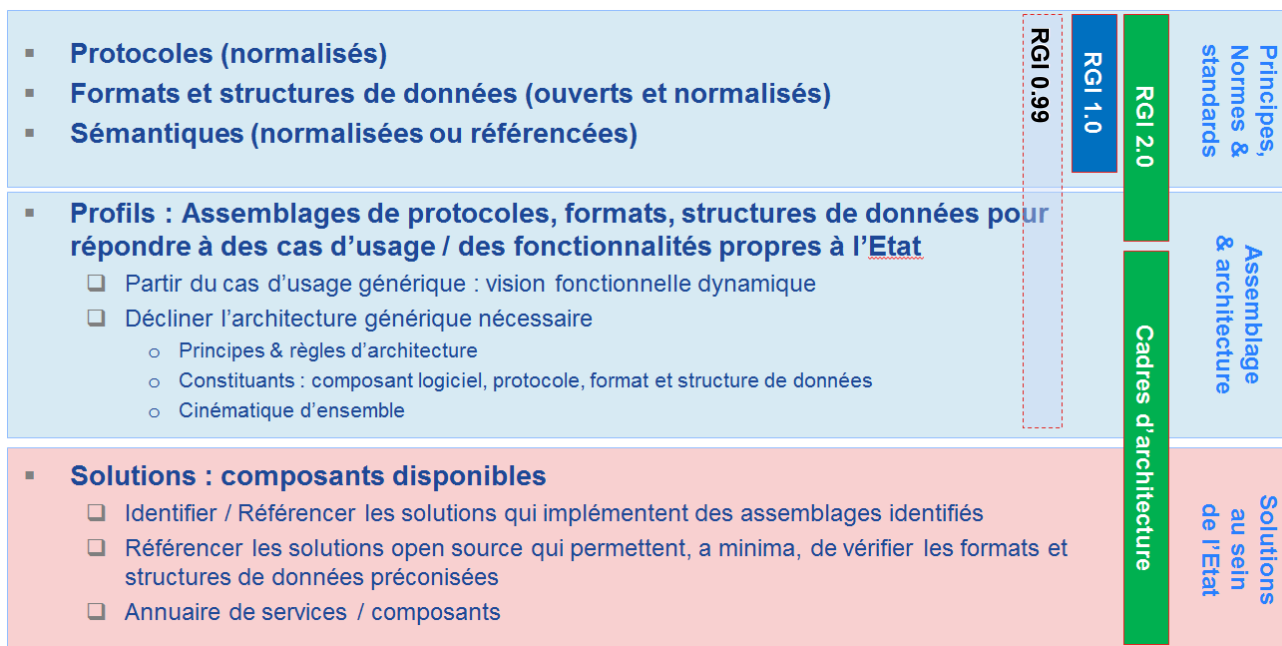 ▪ Protocoles (normalisés)
▪ Formats et structures de données (ouverts et normalisés)
▪ Sémantiques (normalisées ou référencées)
RGI 0.99
RGI 1.0
RGI 2.0
Principes,
Normes &
standards
▪ Profils : Assemblages de protocoles, formats, structures de données pour
répondre à des cas d’usage / des fonctionnalités propres à l’Etat
❑ Partir du cas d’usage générique : vision fonctionnelle dynamique
❑ Décliner l’architecture générique nécessaire
o Principes & règles d’architecture
o Constituants : composant logiciel, protocole, format et structure de données
o Cinématique d’ensemble
Cadres d’architecture
Assemblage
& architecture
▪ Solutions : composants disponibles
❑ Identifier / Référencer les solutions qui implémentent des assemblages identifiés
❑ Référencer les solutions open source qui permettent, a minima, de vérifier les formats et
structures de données préconisées
❑ Annuaire de services / composants
Solutions
au sein
de l’Etat